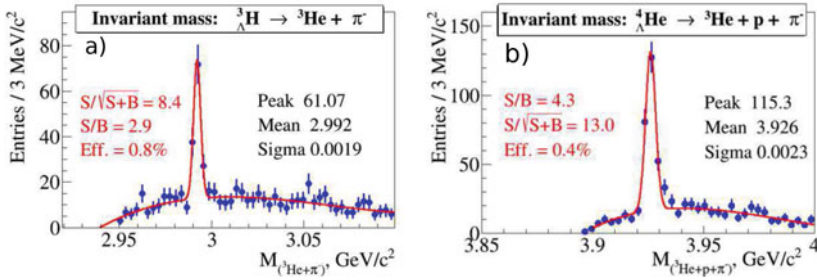 Invariant mass: ³ΛH → ³He + π⁻
a)
S/√S+B = 8.4
S/B = 2.9
Eff. = 0.8%
Peak 61.07
Mean 2.992
Sigma 0.0019
Entries / 3 MeV/c²
80
60
40
20
0
2.95
3
3.05
M(³He+π⁻), GeV/c²
Invariant mass: ⁴ΛHe → ³He + p + π⁻
b)
S/B = 4.3
S/√S+B = 13.0
Eff. = 0.4%
Peak 115.3
Mean 3.926
Sigma 0.0023
Entries / 3 MeV/c²
150
100
50
0
3.85
3.9
3.95
4
M(³He+p+π⁻), GeV/c²